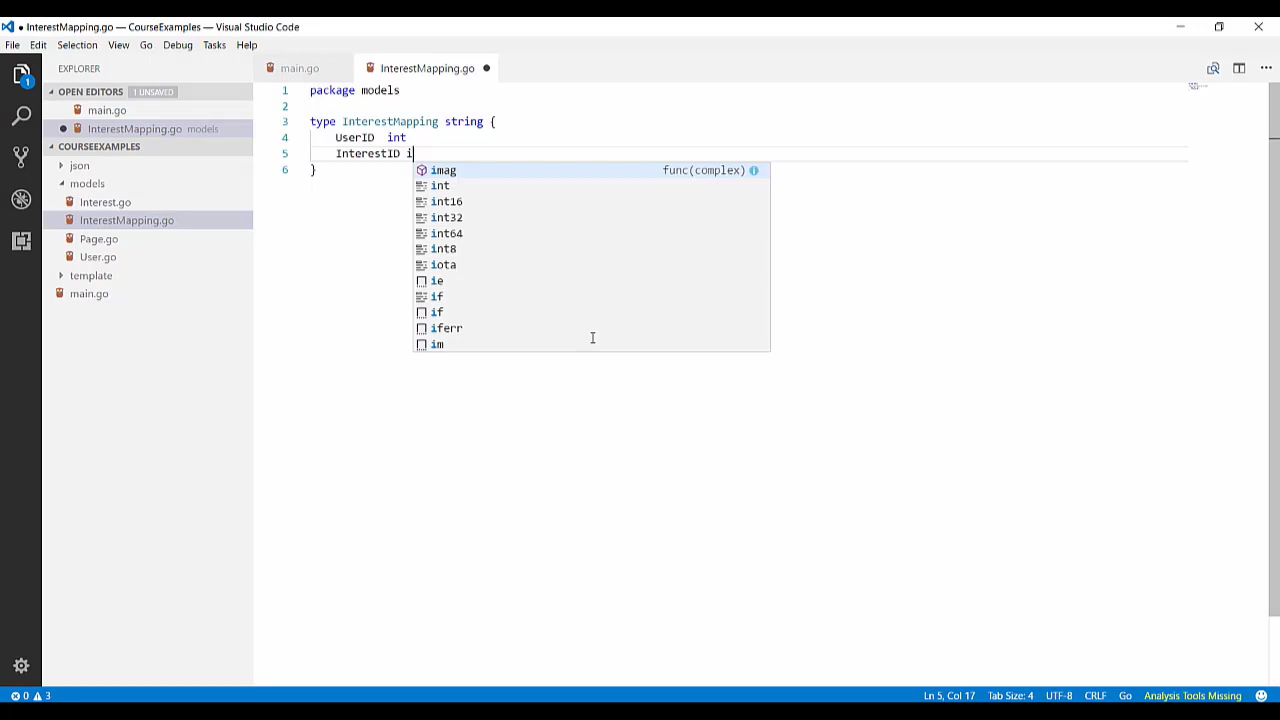 ● InterestMapping.go — CourseExamples — Visual Studio Code
File Edit Selection View Go Debug Tasks Help
EXPLORER
main.go
InterestMapping.go ●
OPEN EDITORS 1 UNSAVED
main.go
InterestMapping.go models
COURSEEXAMPLES
json
models
Interest.go
InterestMapping.go
Page.go
User.go
template
main.go
1
1 package models
2
3 type InterestMapping string {
4 UserID int
5 InterestID i
6 }
imag func(complex)
int
int16
int32
int64
int8
iota
ie
if
if
iferr
im
0 3
Ln 5, Col 17 Tab Size: 4 UTF-8 CRLF Go Analysis Tools Missing